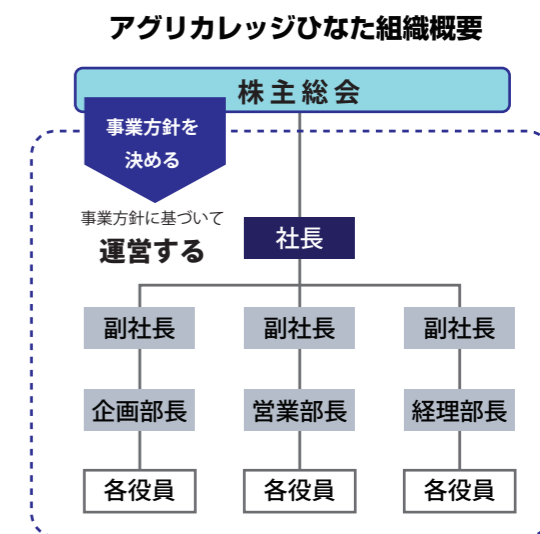 アグリカレッジひなた組織概要
株主総会
事業方針を
決める
事業方針に基づいて
運営する
社長
副社長
副社長
副社長
企画部長
営業部長
経理部長
各役員
各役員
各役員